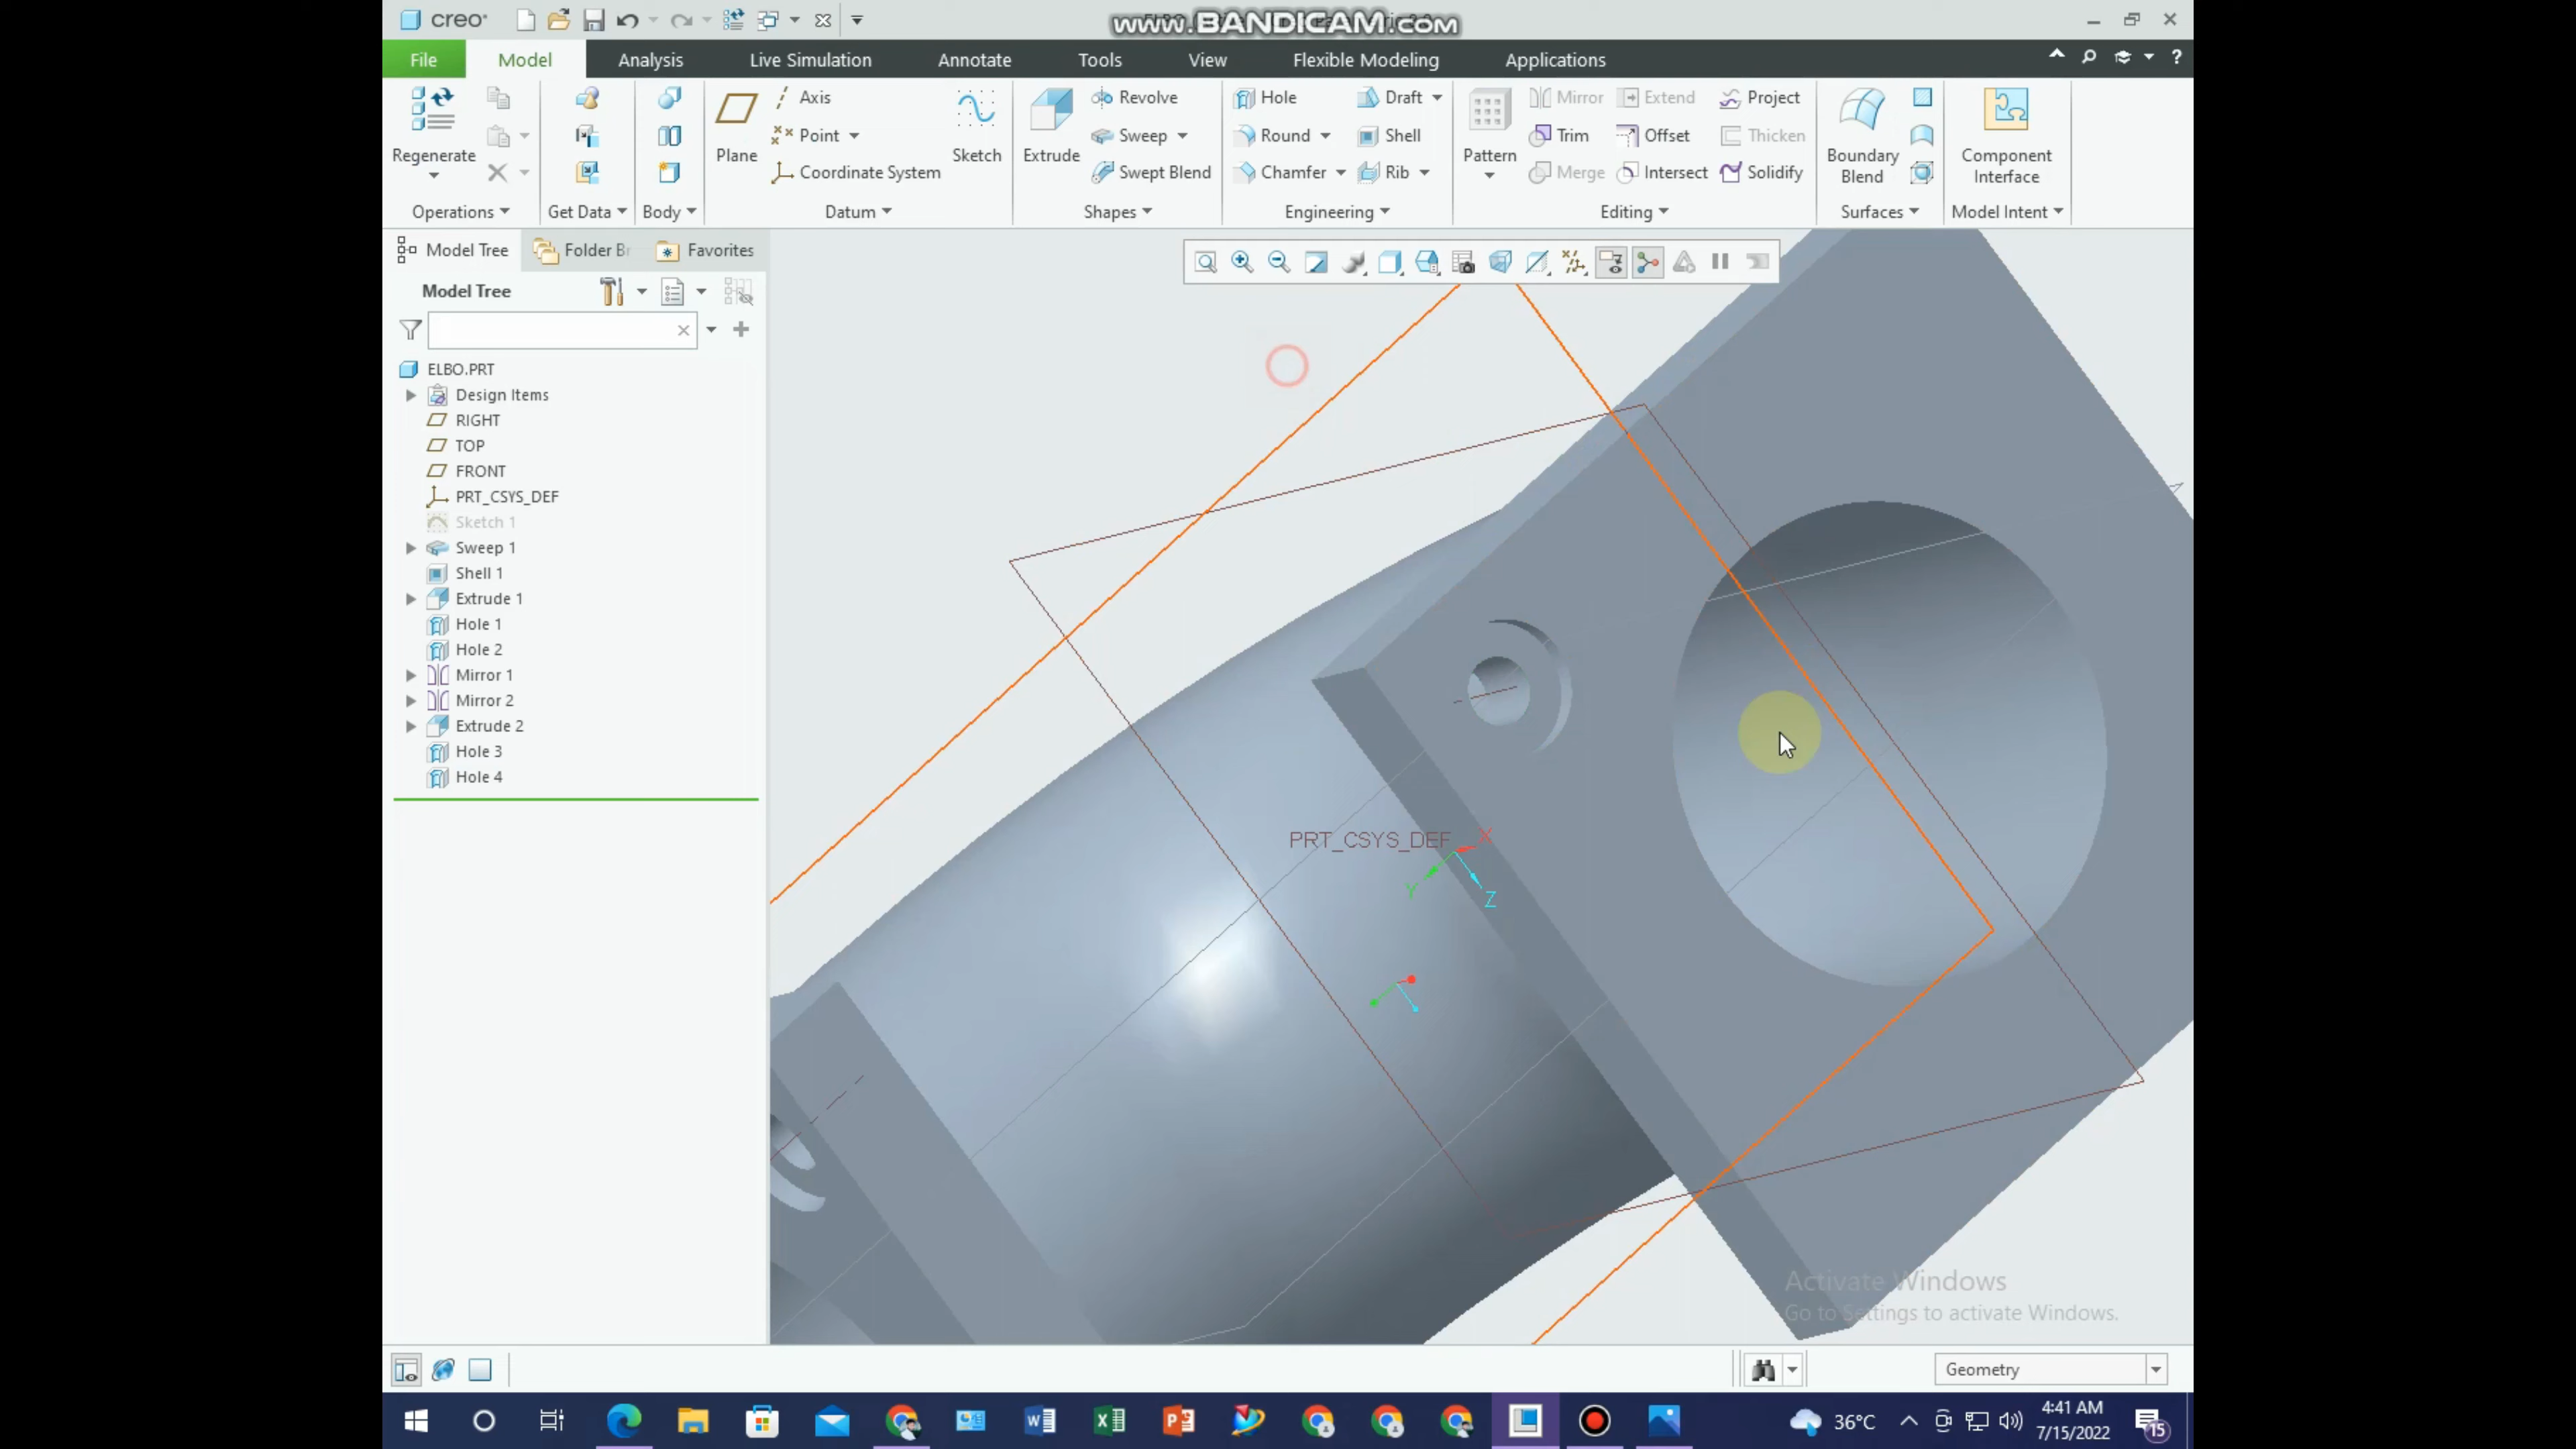 creo
www.BANDICAM.com
File Model Analysis Live Simulation Annotate Tools View Flexible Modeling Applications
Regenerate
Operations
Get Data
Body
Plane
Axis
Point
Coordinate System
Sketch
Datum
Extrude
Revolve
Sweep
Swept Blend
Shapes
Hole
Draft
Round
Shell
Chamfer
Rib
Engineering
Pattern
Mirror
Extend
Project
Trim
Offset
Thicken
Merge
Intersect
Solidify
Editing
Boundary
Blend
Surfaces
Component
Interface
Model Intent
Model Tree
Folder Br
Favorites
Model Tree
ELBO.PRT
Design Items
RIGHT
TOP
FRONT
PRT_CSYS_DEF
Sketch 1
Sweep 1
Shell 1
Extrude 1
Hole 1
Hole 2
Mirror 1
Mirror 2
Extrude 2
Hole 3
Hole 4
PRT_CSYS_DEF
X
Y
Z
Activate Windows
Go to Settings to activate Windows.
Geometry
36°C
4:41 AM
7/15/2022
15